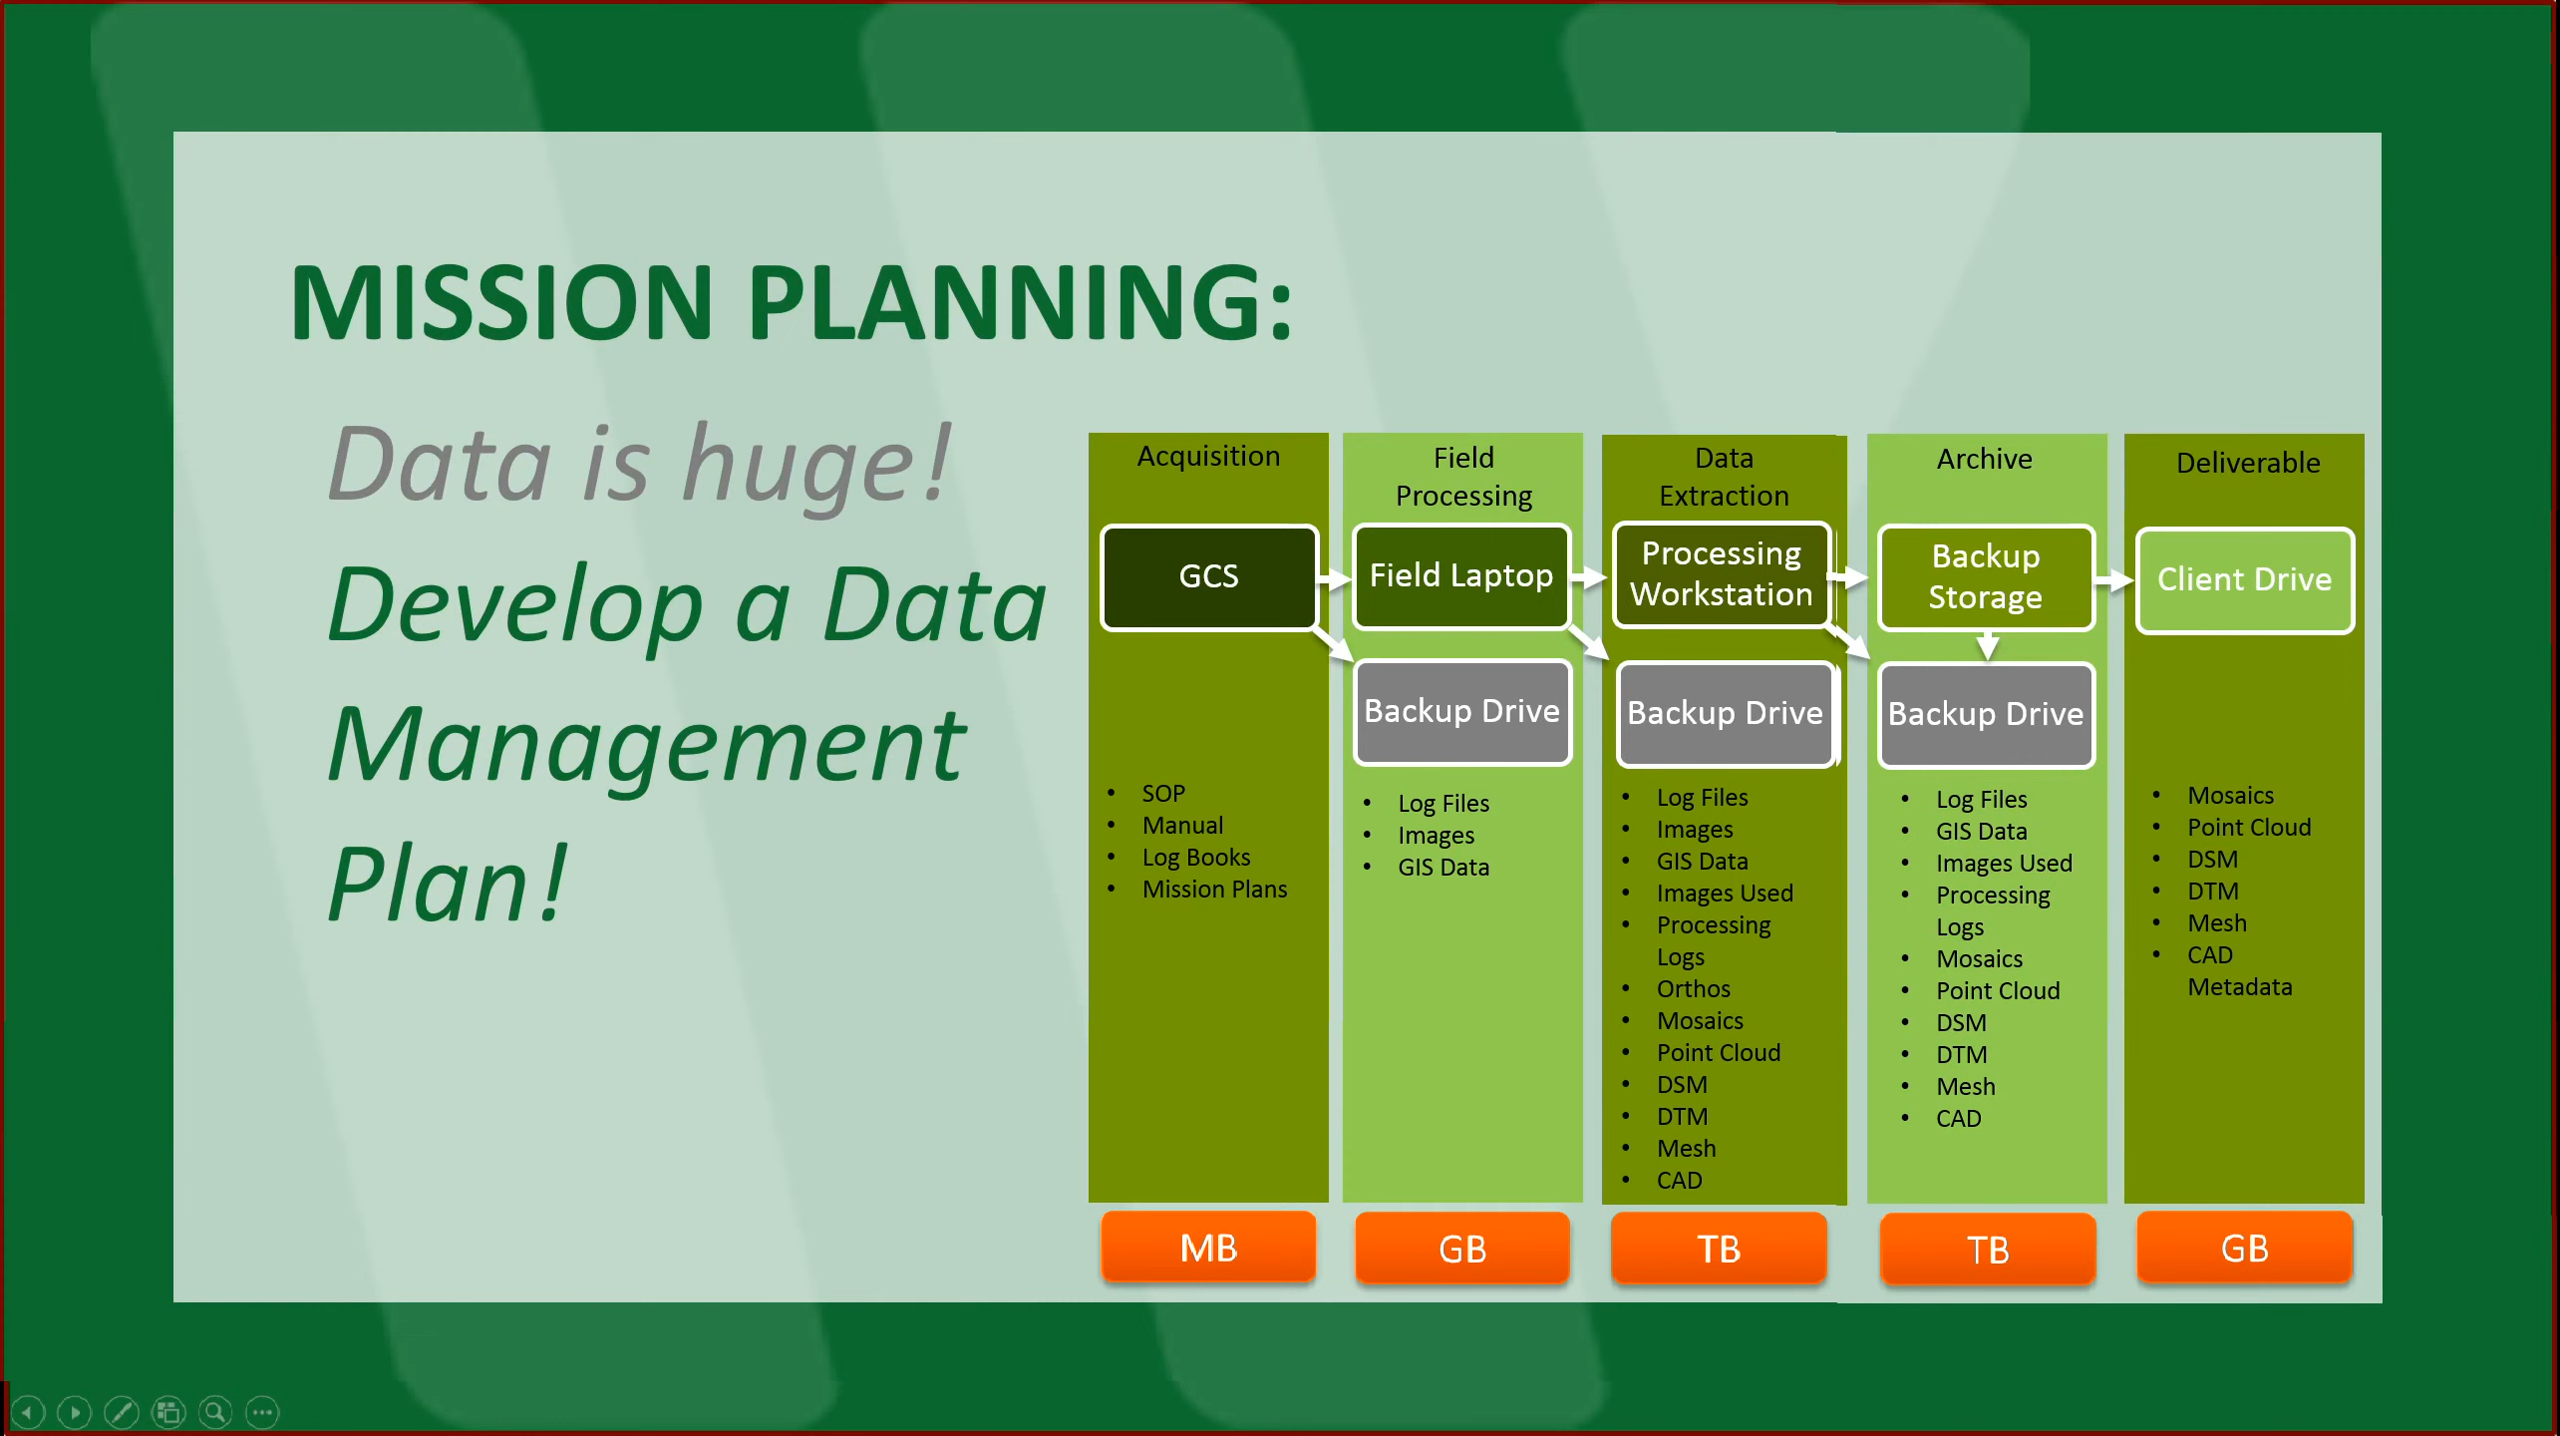 MISSION PLANNING:
Data is huge!
Develop a Data
Management
Plan!
Acquisition
GCS
• SOP
• Manual
• Log Books
• Mission Plans
MB
Field
Processing
Field Laptop
Backup Drive
• Log Files
• Images
• GIS Data
GB
Data
Extraction
Processing
Workstation
Backup Drive
• Log Files
• Images
• GIS Data
• Images Used
• Processing
Logs
• Orthos
• Mosaics
• Point Cloud
• DSM
• DTM
• Mesh
• CAD
TB
Archive
Backup
Storage
Backup Drive
• Log Files
• GIS Data
• Images Used
• Processing
Logs
• Mosaics
• Point Cloud
• DSM
• DTM
• Mesh
• CAD
TB
Deliverable
Client Drive
• Mosaics
• Point Cloud
• DSM
• DTM
• Mesh
• CAD
Metadata
GB